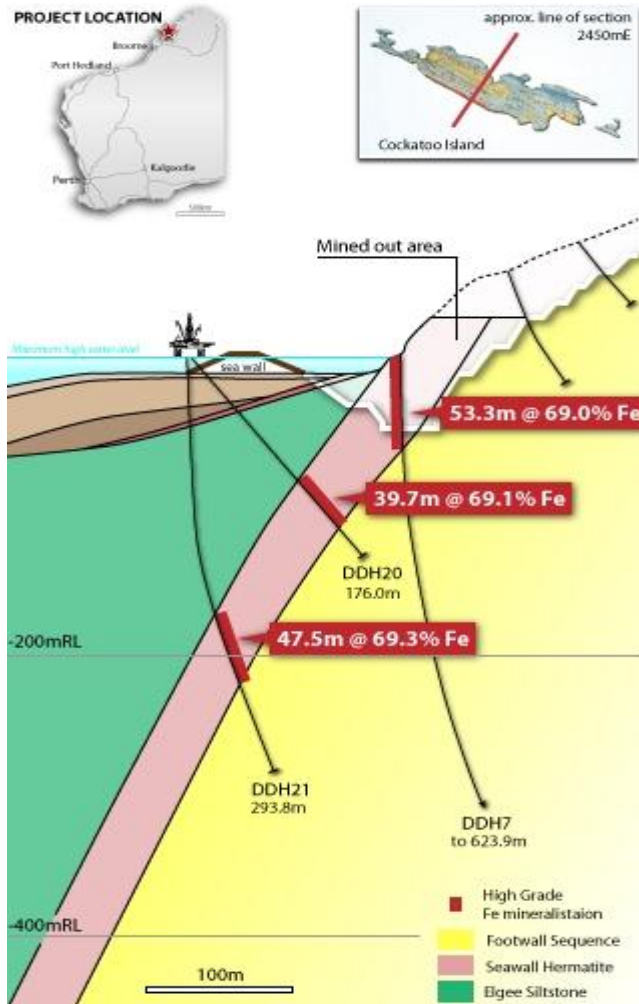 PROJECT LOCATION
Broome
Port Hedland
Kalgoorlie
Perth
500km
approx. line of section
2450mE
Cockatoo Island
Mined out area
Maximum high water level
sea wall
53.3m @ 69.0% Fe
39.7m @ 69.1% Fe
DDH20
176.0m
-200mRL
47.5m @ 69.3% Fe
DDH21
293.8m
DDH7
to 623.9m
High Grade
Fe mineralistaion
-400mRL
Footwall Sequence
Seawall Hermatite
100m
Elgee Siltstone